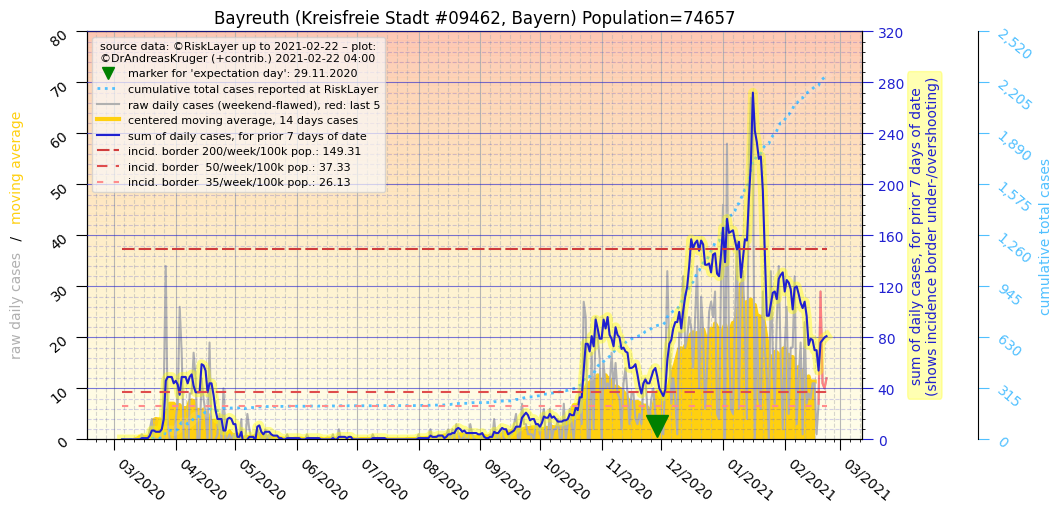 Bayreuth (Kreisfreie Stadt #09462, Bayern) Population=74657
source data: ©RiskLayer up to 2021-02-22 – plot:
©DrAndreasKruger (+contrib.) 2021-02-22 04:00
marker for 'expectation day': 29.11.2020
cumulative total cases reported at RiskLayer
raw daily cases (weekend-flawed), red: last 5
centered moving average, 14 days cases
sum of daily cases, for prior 7 days of date
incid. border 200/week/100k pop.: 149.31
incid. border  50/week/100k pop.: 37.33
incid. border  35/week/100k pop.: 26.13
raw daily cases  /  moving average
80
70
60
50
40
30
20
10
0
320
280
240
200
160
120
80
40
0
sum of daily cases, for prior 7 days of date
(shows incidence border under-/overshooting)
2,520
2,205
1,890
1,575
1,260
945
630
315
0
cumulative total cases
03/2020
04/2020
05/2020
06/2020
07/2020
08/2020
09/2020
10/2020
11/2020
12/2020
01/2021
02/2021
03/2021